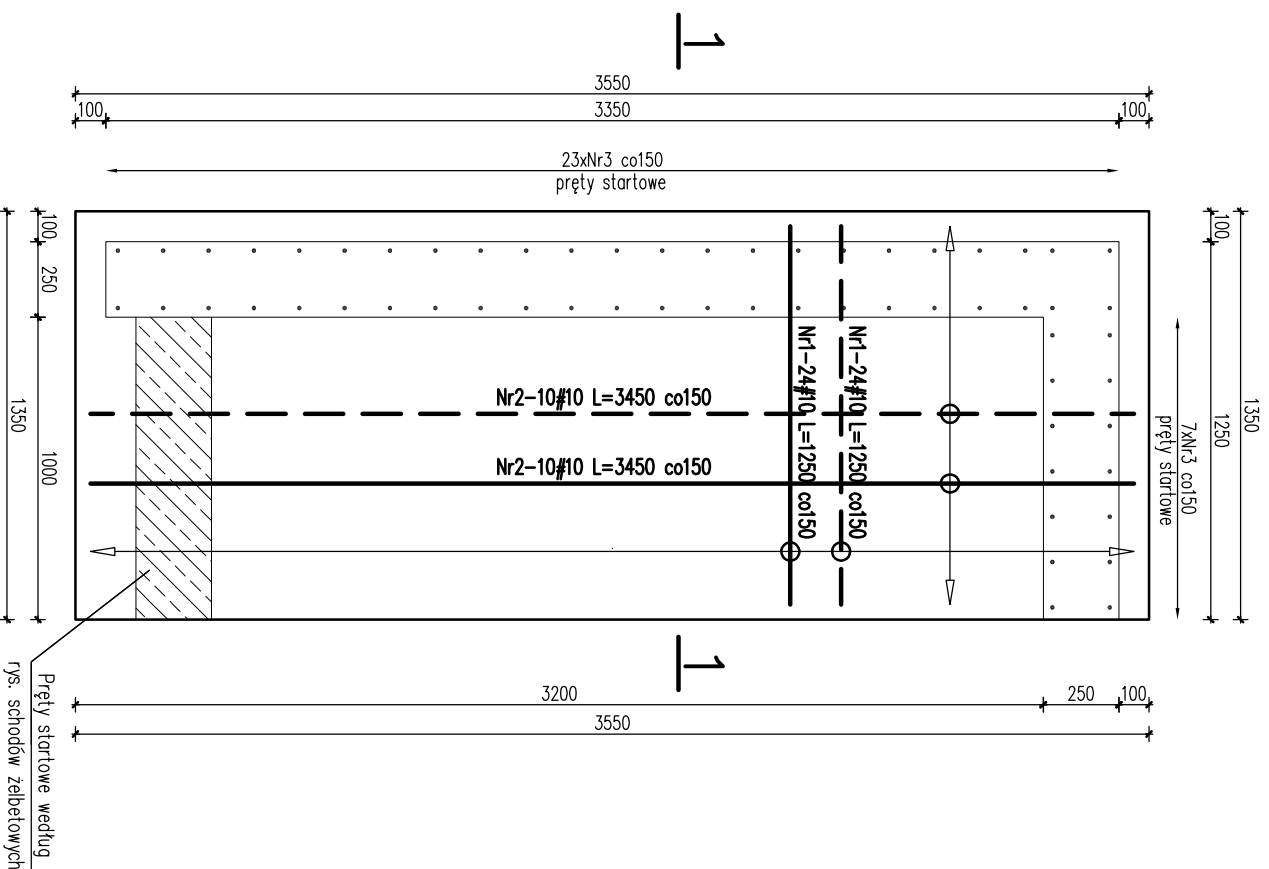 1
3550
100
3350
100
23xNr3 co150
pręty startowe
100
250
1000
1350
100
1250
1350
7xNr3 co150
pręty startowe
Nr1-24#10 L=1250 co150
Nr1-24#10 L=1250 co150
Nr2-10#10 L=3450 co150
Nr2-10#10 L=3450 co150
1
3200
250
100
3550
Pręty startowe według
rys. schodów żelbetowych